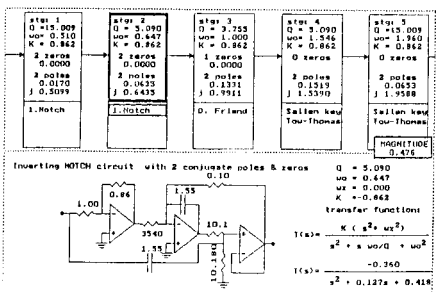 stg: 1
Q =15.009
wo= 0.510
K = 0.862
2 zeros
0.0000
2 poles
0.0170
j 0.5099
1.Notch
stg: 2
Q = 5.090
wo= 0.647
K = 0.862
2 zeros
0.0000
2 poles
0.0635
j 0.6435
1.Notch
stg: 3
Q = 3.755
wo= 1.000
K = 0.862
1 zeros
0.0000
2 poles
0.1331
j 0.9911
D. Friend
stg: 4
Q = 5.090
wo= 1.546
K = 0.862
0 zeros
2 poles
0.1519
j 1.5390
Sallen key
Tow-Thomas
stg: 5
Q =15.009
wo= 1.960
K = 0.862
0 zeros
2 poles
0.0653
j 1.9588
Sallen key
Tow-Thomas
MAGNITUDE
0.476
Inverting NOTCH circuit with 2 conjugate poles & zeros
0.10
0.86
1.55
1.00
3540
10.1
1.55
10.180
Q = 5.090
wo = 0.647
wz = 0.000
K =-0.862
transfer function:
T(s)= K ( s²+ wz²)
s² + s wo/Q + wo²
T(s)= -0.360
s² + 0.127s + 0.418